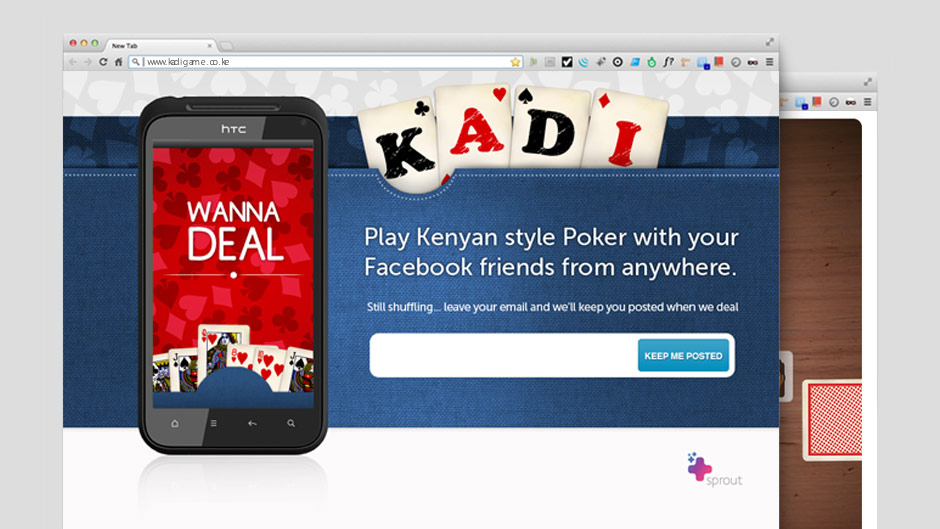 New Tab
www.kadigame.co.ke
f?
hTC
KADI
WANNA
DEAL
Play Kenyan style Poker with your
Facebook friends from anywhere.
Still shuffling... leave your email and we'll keep you posted when we deal
KEEP ME POSTED
sprout